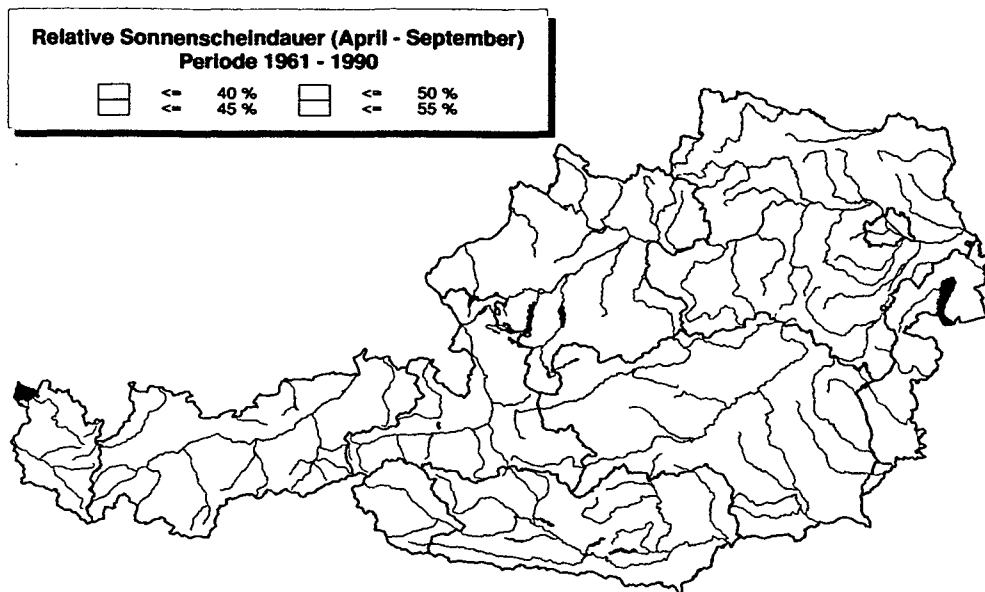 Relative Sonnenscheindauer (April - September)
Periode 1961 - 1990
<= 40 % <= 50 %
<= 45 % <= 55 %